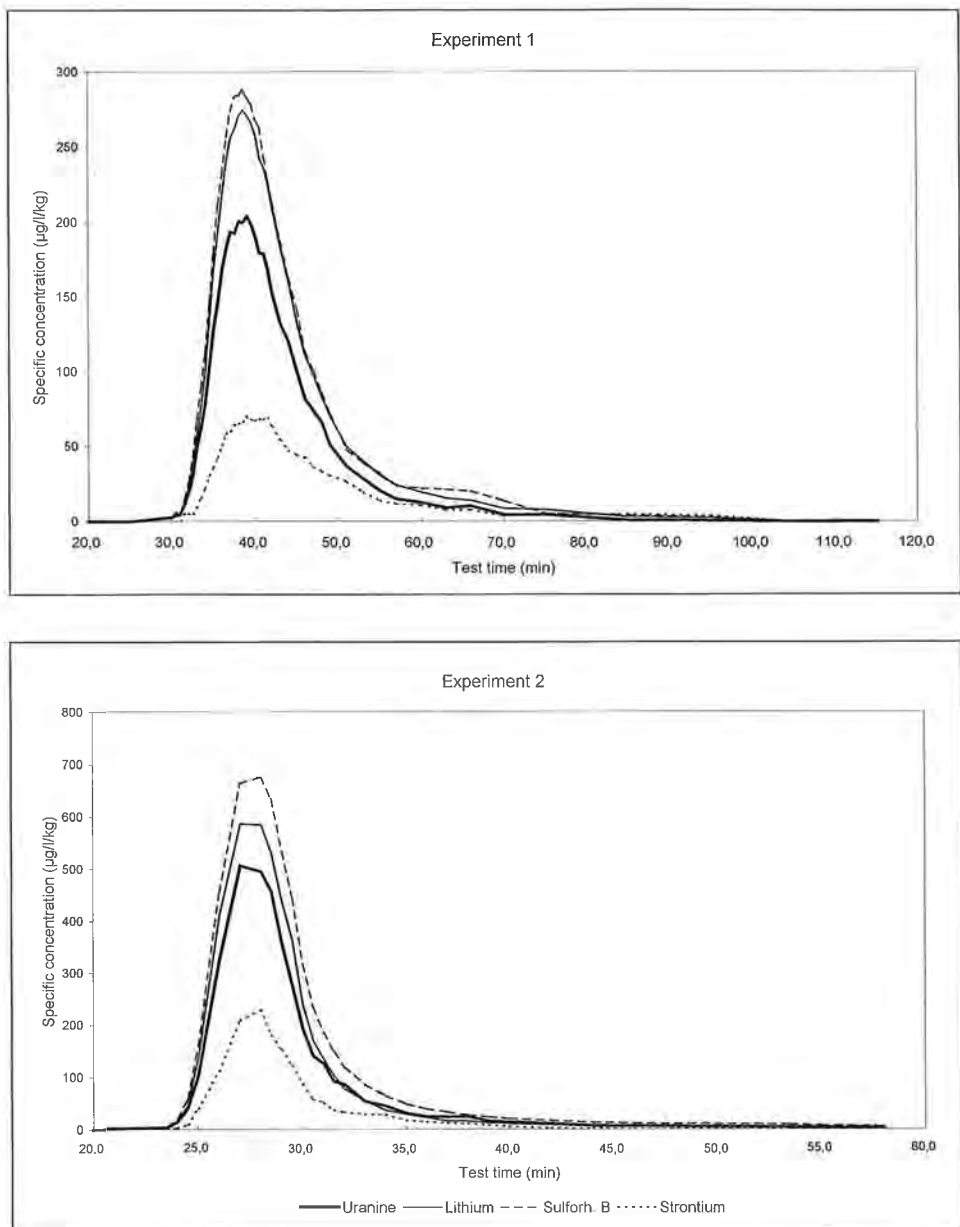 Experiment 1
Specific concentration (µg/l/kg)
300
250
200
150
100
50
0
20,0 30,0 40,0 50,0 60,0 70,0 80,0 90,0 100,0 110,0 120,0
Test time (min)
Experiment 2
Specific concentration (µg/l/kg)
800
700
600
500
400
300
200
100
0
20,0 25,0 30,0 35,0 40,0 45,0 50,0 55,0 60,0
Test time (min)
Uranine Lithium Sulforh. B Strontium